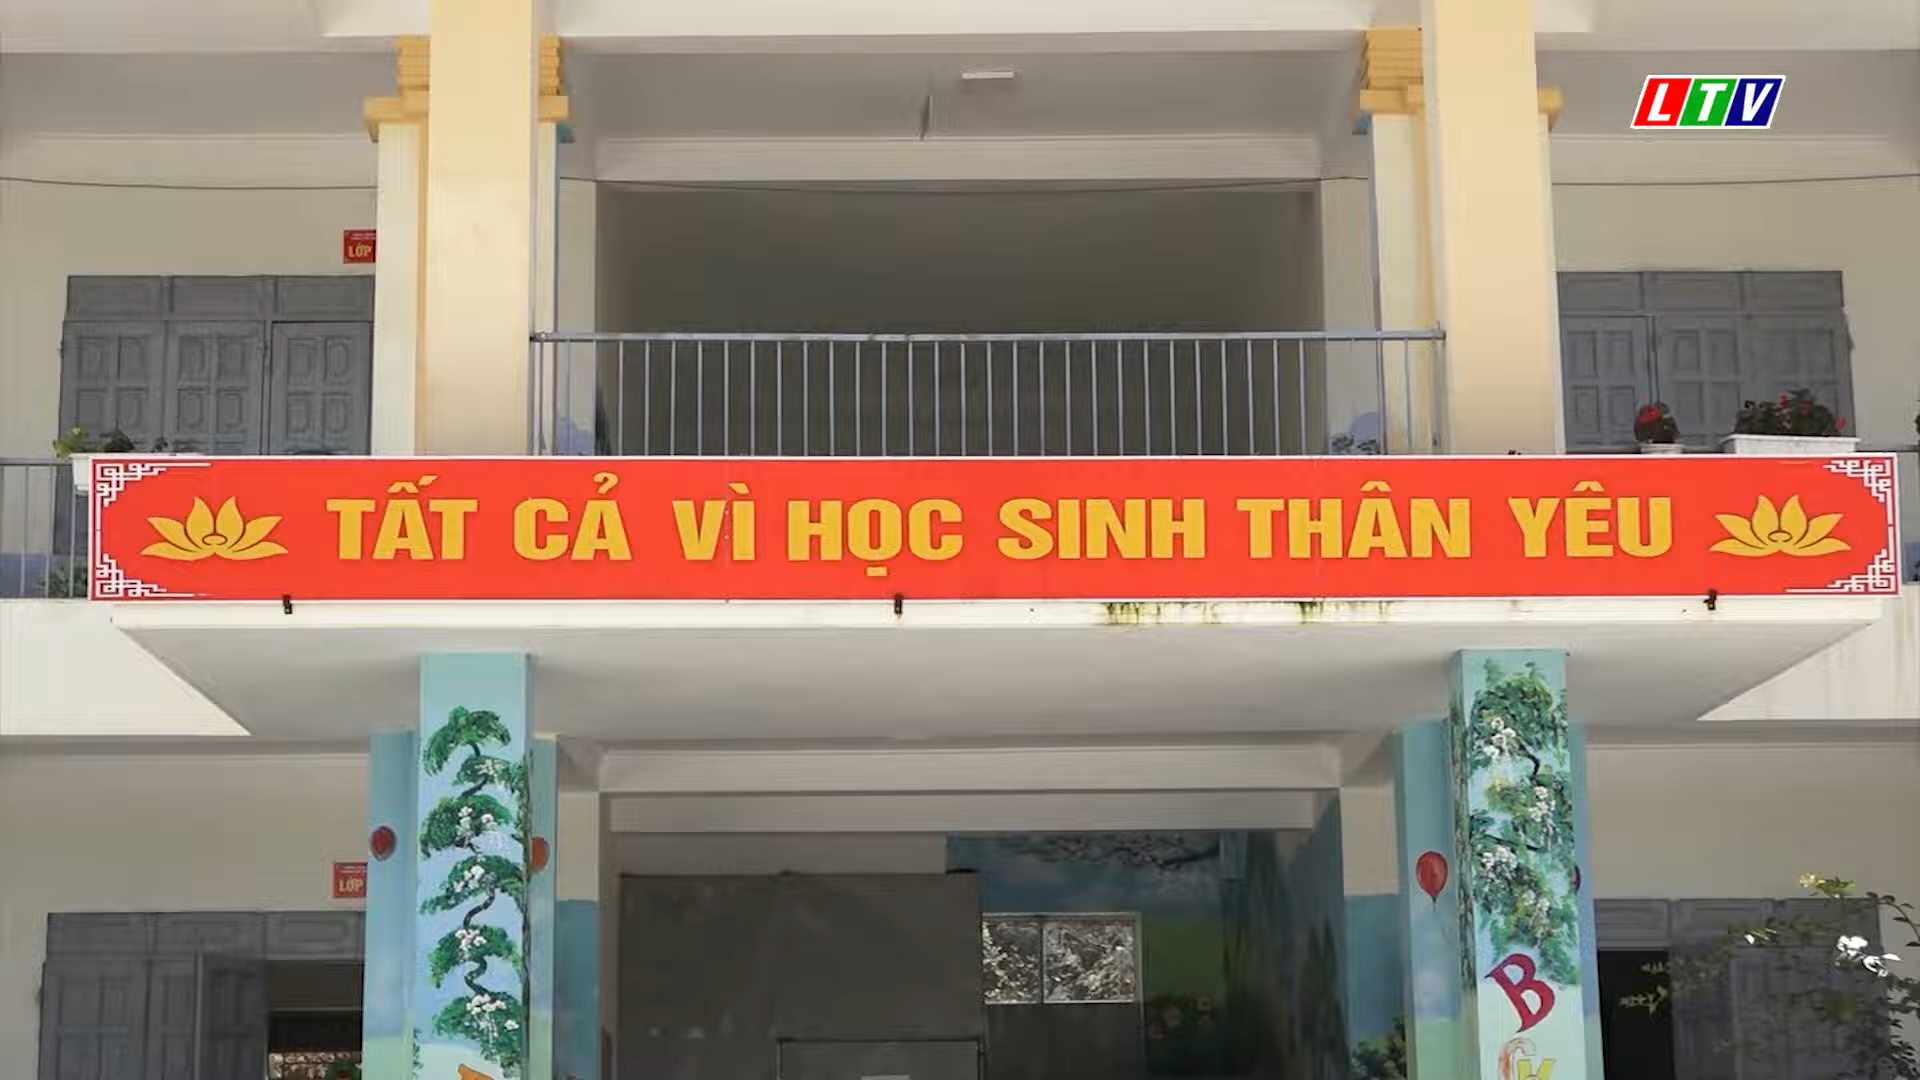 LTV
LỚP
TẤT CẢ VÌ HỌC SINH THÂN YÊU
LỚP
B